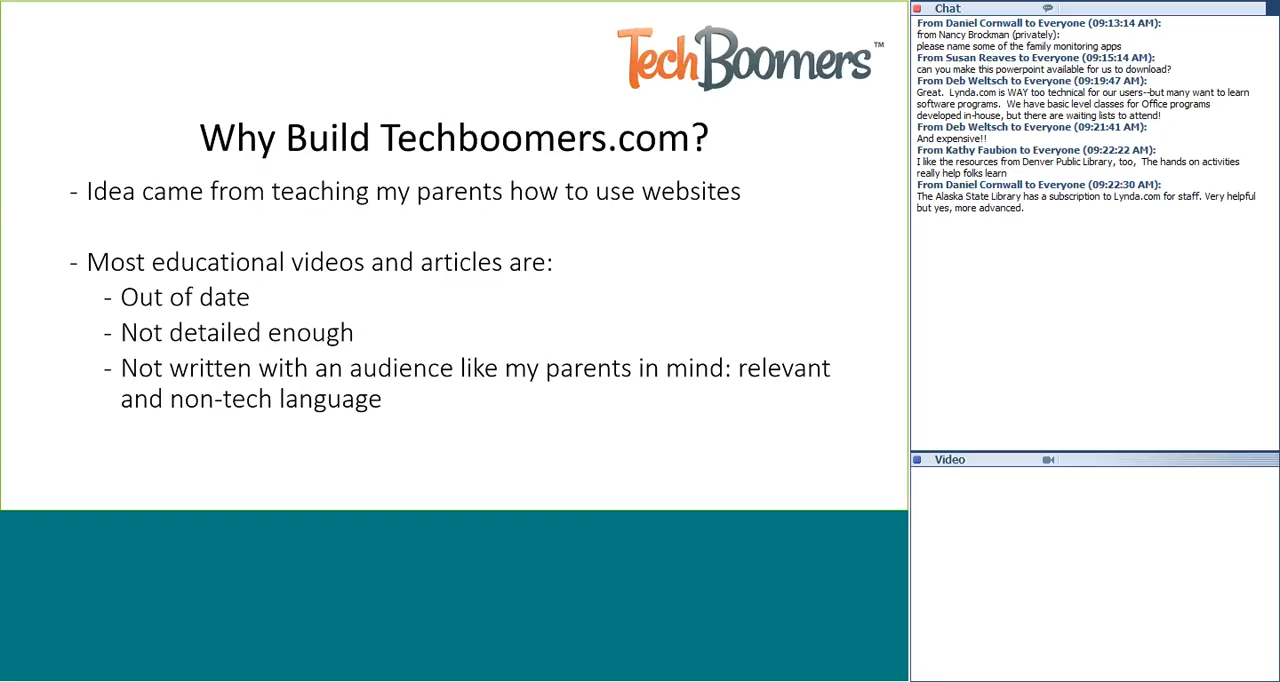 TechBoomers™
Why Build Techboomers.com?
- Idea came from teaching my parents how to use websites
- Most educational videos and articles are:
- Out of date
- Not detailed enough
- Not written with an audience like my parents in mind: relevant
and non-tech language
Chat
From Daniel Cornwall to Everyone (09:13:14 AM):
from Nancy Brockman (privately):
please name some of the family monitoring apps
From Susan Reaves to Everyone (09:15:14 AM):
can you make this powerpoint available for us to download?
From Deb Weltsch to Everyone (09:19:47 AM):
Great.  Lynda.com is WAY too technical for our users--but many want to learn
software programs.  We have basic level classes for Office programs
developed in-house, but there are waiting lists to attend!
From Deb Weltsch to Everyone (09:21:41 AM):
And expensive!!
From Kathy Faubion to Everyone (09:22:22 AM):
I like the resources from Denver Public Library, too,  The hands on activities
really help folks learn
From Daniel Cornwall to Everyone (09:22:30 AM):
The Alaska State Library has a subscription to Lynda.com for staff. Very helpful
but yes, more advanced.
Video